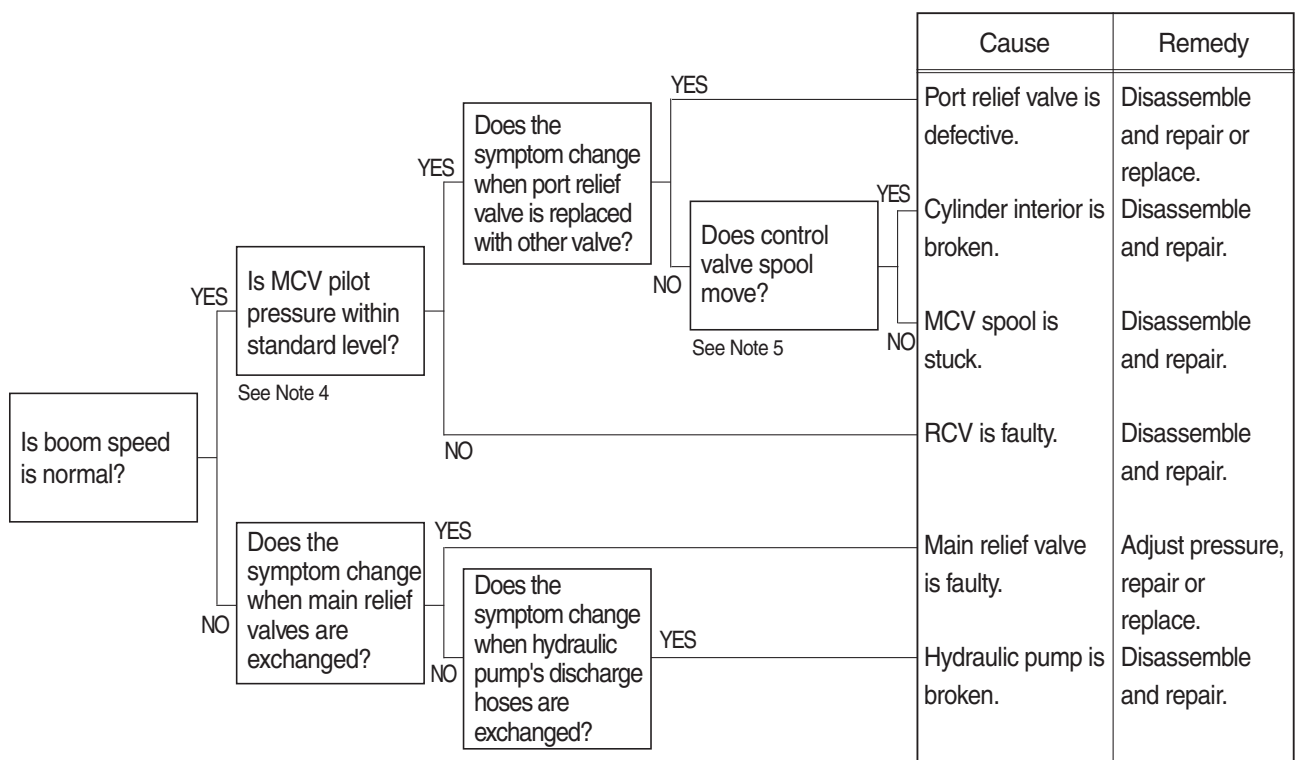 Cause
Remedy
YES
Does the
symptom change
when port relief
valve is replaced
with other valve?
YES
Port relief valve is
defective.
Disassemble
and repair or
replace.
NO
Does control
valve spool
move?
See Note 5
YES
Cylinder interior is
broken.
Disassemble
and repair.
NO
MCV spool is
stuck.
Disassemble
and repair.
YES
Is MCV pilot
pressure within
standard level?
See Note 4
NO
RCV is faulty.
Disassemble
and repair.
Is boom speed
is normal?
NO
Does the
symptom change
when main relief
valves are
exchanged?
YES
Main relief valve
is faulty.
Adjust pressure,
repair or
replace.
NO
Does the
symptom change
when hydraulic
pump's discharge
hoses are
exchanged?
YES
Hydraulic pump is
broken.
Disassemble
and repair.